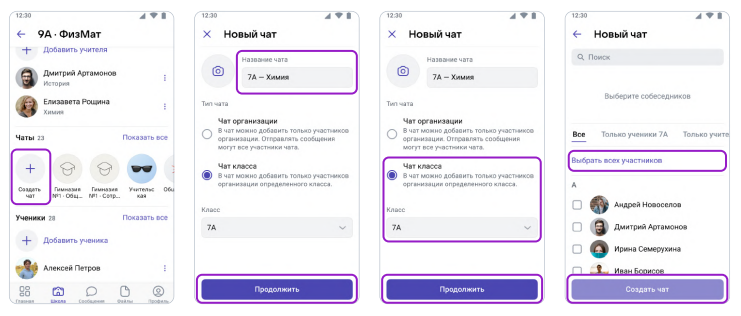 12:30
9А · ФизМат
Добавить учителя
Дмитрий Артамонов
История
Елизавета Рощина
Химия
Чаты 23
Показать все
Создать чат
Гимназия №1 - Общ...
Гимназия №1 - Сотр...
Учительс кая
Ученики 28
Показать все
Добавить ученика
Алексей Петров
Главная
Школа
Сообщения
Файлы
Профиль
12:30
Новый чат
Название чата
7А — Химия
Тип чата
Чат организации
В чат можно добавить только участников
организации. Отправлять сообщения
могут все участники чата.
Чат класса
В чат можно добавить только участников
организации определенного класса.
Класс
7А
Продолжить
12:30
Новый чат
Название чата
7А — Химия
Тип чата
Чат организации
В чат можно добавить только участников
организации. Отправлять сообщения
могут все участники чата.
Чат класса
В чат можно добавить только участников
организации определенного класса.
Класс
7А
Продолжить
12:30
Новый чат
Поиск
Выберите собеседников
Все
Только ученики 7А
Только учите
Выбрать всех участников
А
Андрей Новоселов
Дмитрий Артамонов
Ирина Семерухина
Иван Борисов
Создать чат